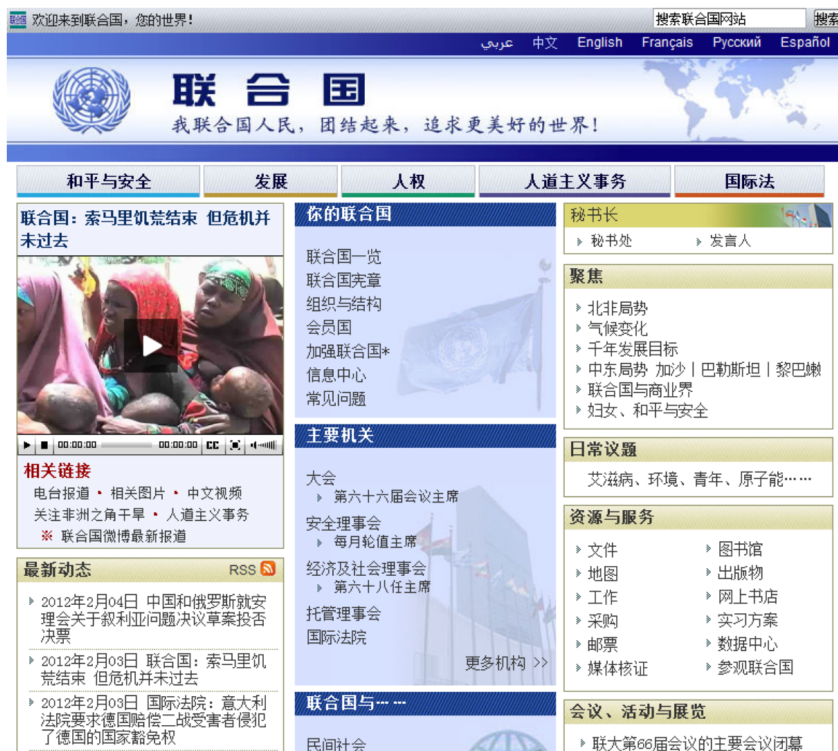 欢迎来到联合国，您的世界！
搜索联合国网站
搜索
عربي 中文 English Français Русский Español
联合国
我联合国人民，团结起来，追求更美好的世界！
和平与安全 发展 人权 人道主义事务 国际法
联合国：索马里饥荒结束 但危机并
未过去
00:00:00 00:00:00 CC
相关链接
电台报道 • 相关图片 • 中文视频
关注非洲之角干旱 • 人道主义事务
※ 联合国微博最新报道
最新动态 RSS
2012年2月04日 中国和俄罗斯就安
理会关于叙利亚问题决议草案投否
决票
2012年2月03日 联合国：索马里饥
荒结束 但危机并未过去
2012年2月03日 国际法院：意大利
法院要求德国赔偿二战受害者侵犯
了德国的国家豁免权
你的联合国
联合国一览
联合国宪章
组织与结构
会员国
加强联合国*
信息中心
常见问题
主要机关
大会
第六十六届会议主席
安全理事会
每月轮值主席
经济及社会理事会
第六十八任主席
托管理事会
国际法院
更多机构 >>
联合国与……
民间社会
秘书长
秘书处 发言人
聚焦
北非局势
气候变化
千年发展目标
中东局势 加沙 | 巴勒斯坦 | 黎巴嫩
联合国与商业界
妇女、和平与安全
日常议题
艾滋病、环境、青年、原子能……
资源与服务
文件 图书馆
地图 出版物
工作 网上书店
采购 实习方案
邮票 数据中心
媒体核证 参观联合国
会议、活动与展览
联大第66届会议的主要会议闭幕